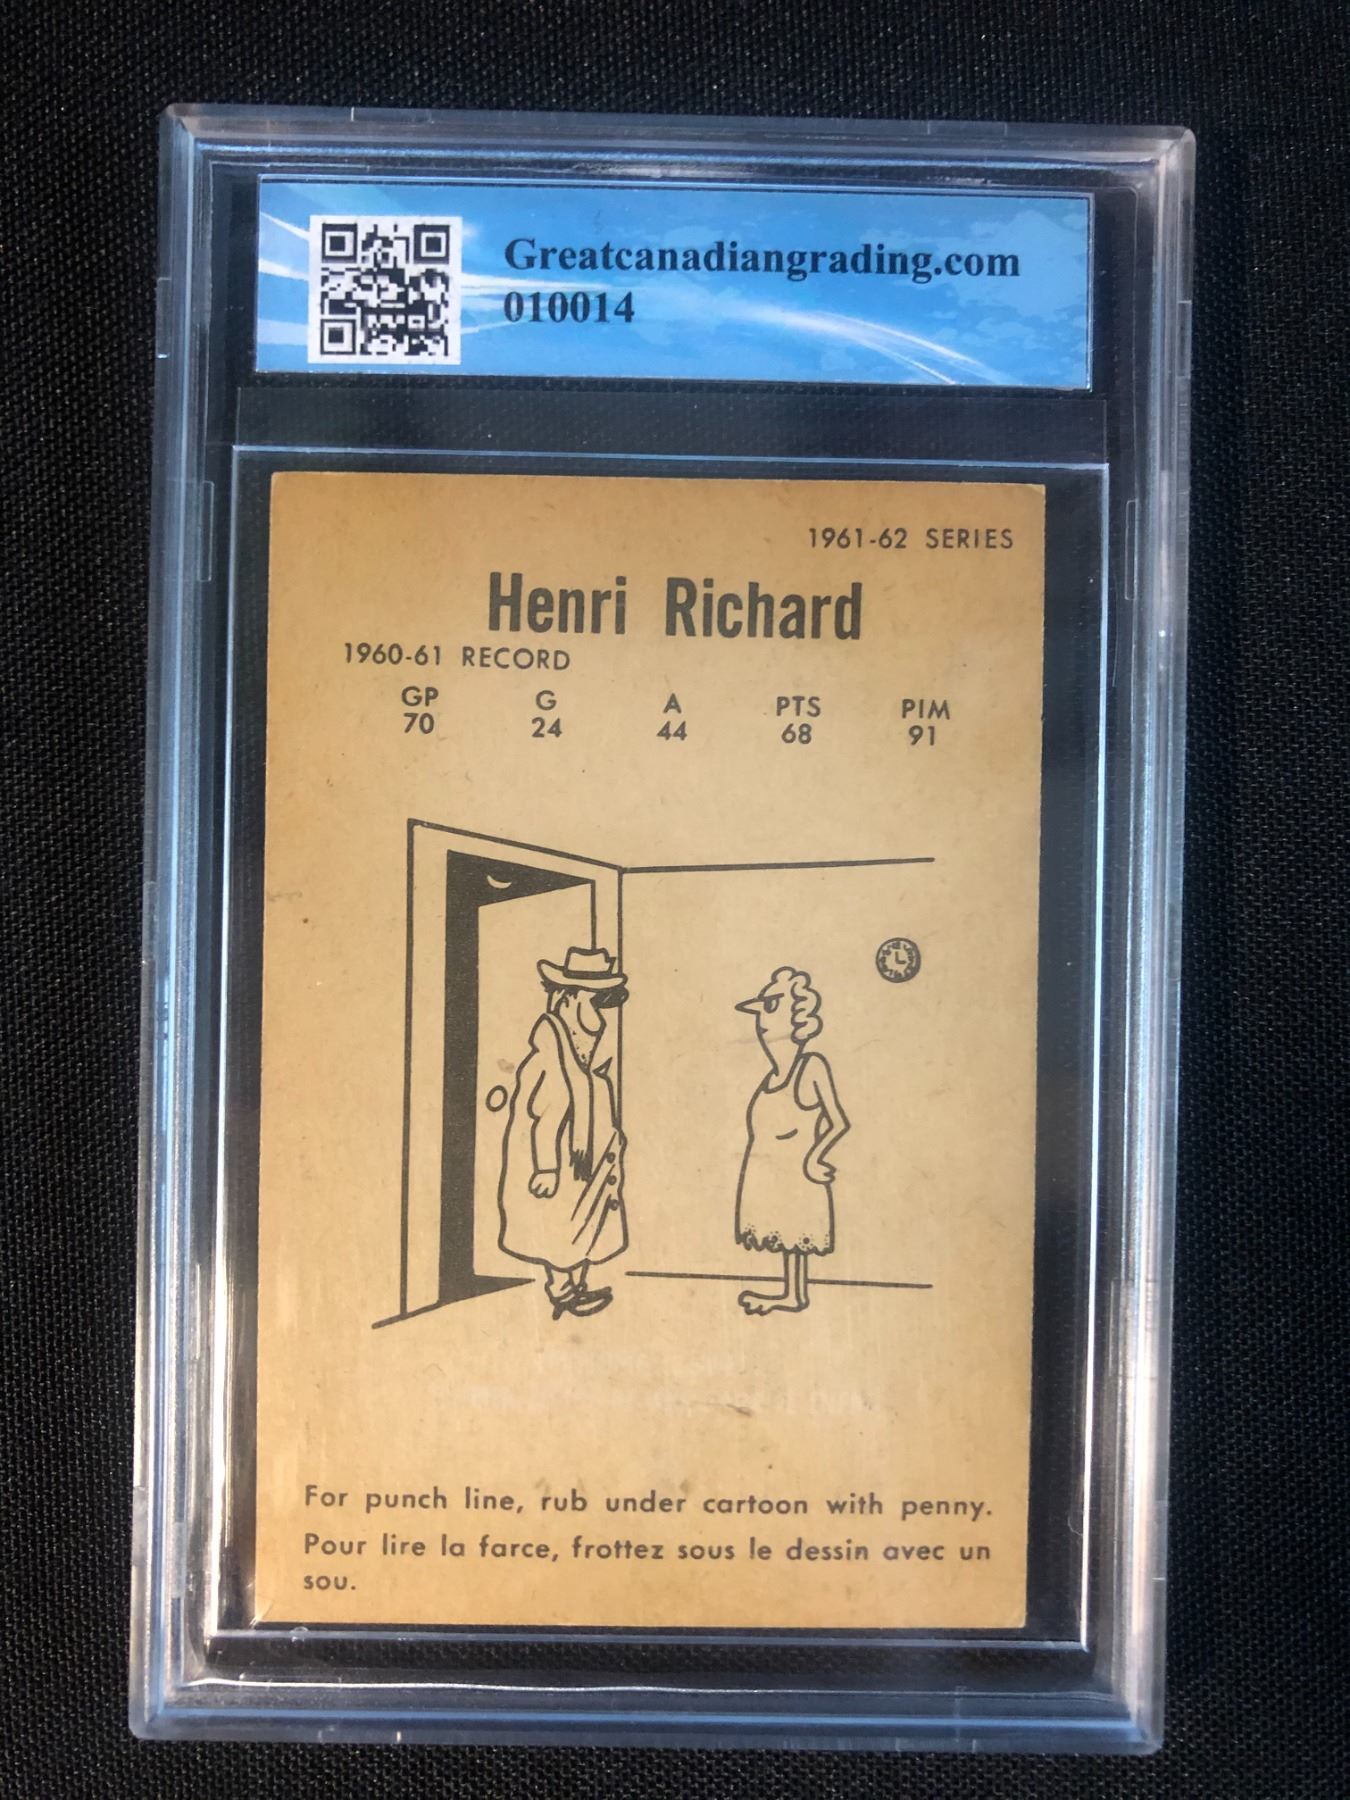 Greatcanadiangrading.com
010014
1961-62 SERIES
Henri Richard
1960-61 RECORD
GP G A PTS PIM
70 24 44 68 91
For punch line, rub under cartoon with penny.
Pour lire la farce, frottez sous le dessin avec un
sou.